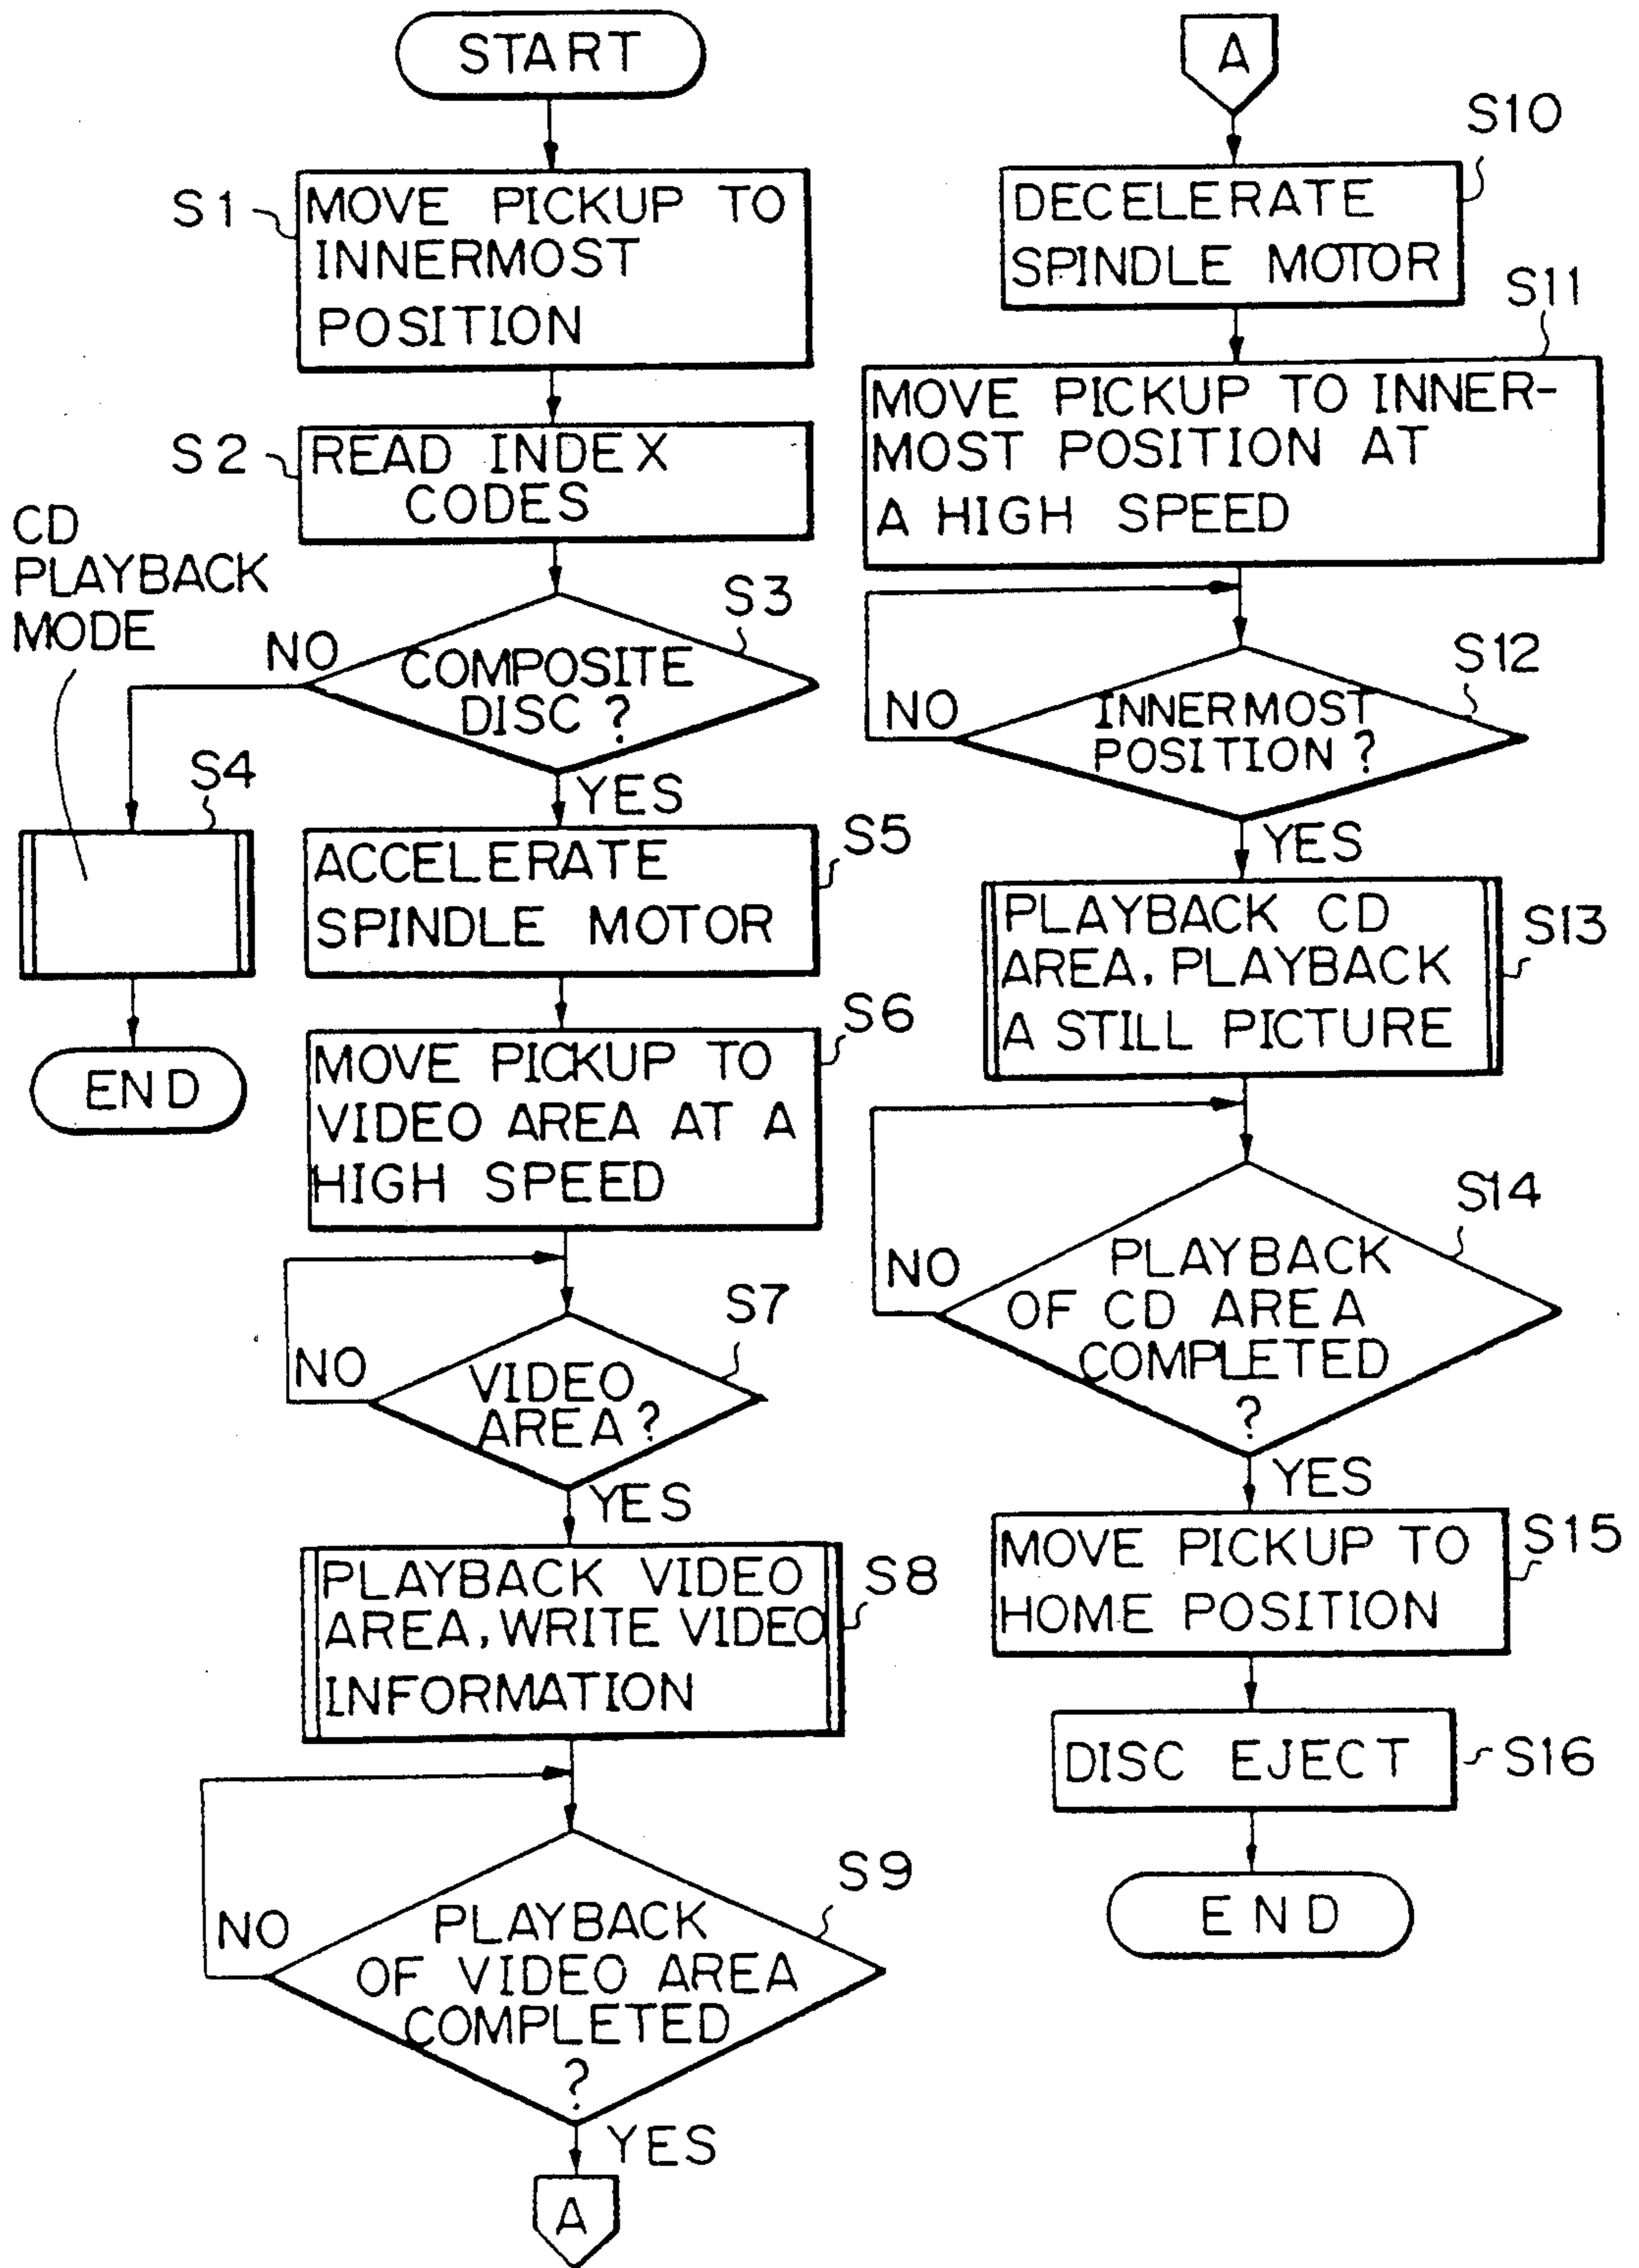 START
S1
MOVE PICKUP TO
INNERMOST
POSITION
S2
READ INDEX
CODES
CD
PLAYBACK
MODE
S3
NO
COMPOSITE
DISC ?
YES
S4
END
S5
ACCELERATE
SPINDLE MOTOR
S6
MOVE PICKUP TO
VIDEO AREA AT A
HIGH SPEED
S7
NO
VIDEO
AREA ?
YES
S8
PLAYBACK VIDEO
AREA, WRITE VIDEO
INFORMATION
S9
NO
PLAYBACK
OF VIDEO AREA
COMPLETED
?
YES
A
A
S10
DECELERATE
SPINDLE MOTOR
S11
MOVE PICKUP TO INNER-
MOST POSITION AT
A HIGH SPEED
S12
NO
INNERMOST
POSITION ?
YES
S13
PLAYBACK CD
AREA, PLAYBACK
A STILL PICTURE
S14
NO
PLAYBACK
OF CD AREA
COMPLETED
?
YES
S15
MOVE PICKUP TO
HOME POSITION
DISC EJECT
S16
END